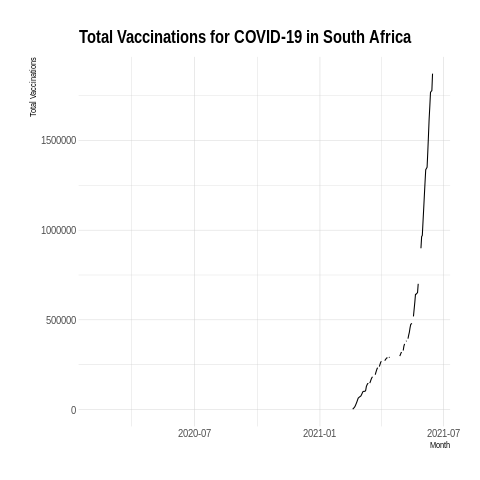 Total Vaccinations for COVID-19 in South Africa
Total Vaccinations
1500000
1000000
500000
0
2020-07
2021-01
2021-07
Month